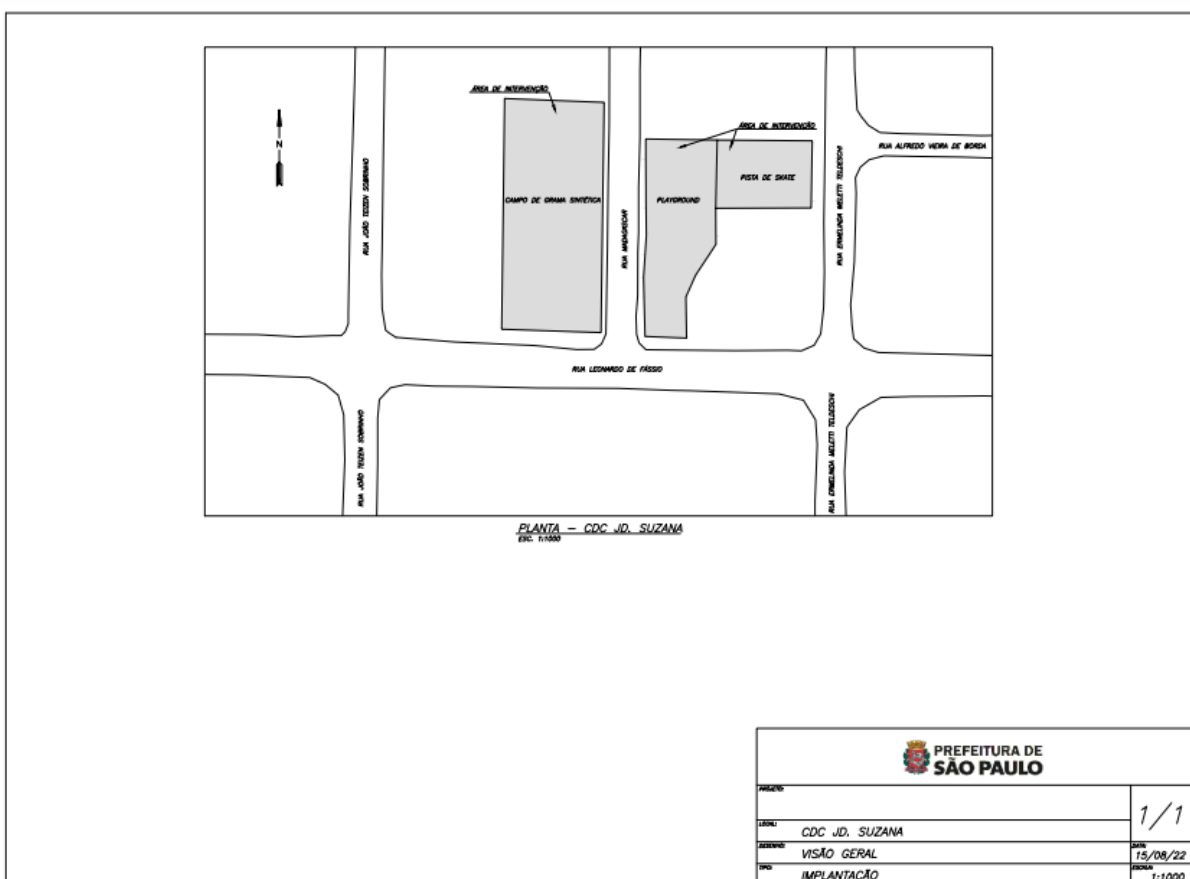 ÁREA DE INTERVENÇÃO
ÁREA DE INTERVENÇÃO
N
RUA JOÃO TEIZEN SOBRINHO
CAMPO DE GRAMA SINTÉTICA
RUA MADAGASCAR
PLAYGROUND
PISTA DE SKATE
RUA ERMELINDA MELETTI TELDESCHI
RUA ALFREDO VIEIRA DE BORBA
RUA LEONARDO DE FÁSSIO
RUA JOÃO TEIZEN SOBRINHO
RUA ERMELINDA MELETTI TELDESCHI
PLANTA - CDC JD. SUZANA
ESC. 1:1000
PREFEITURA DE
SÃO PAULO
PROJETO:
1/1
LOCAL:
CDC JD. SUZANA
DESENHO:
VISÃO GERAL
DATA:
15/08/22
TIPO:
IMPLANTAÇÃO
ESCALA:
1:1000